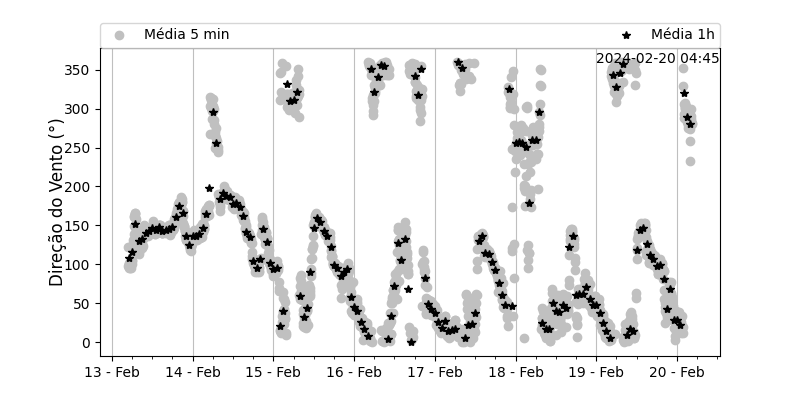 Média 5 min
Média 1h
2024-02-20 04:45
Direção do Vento (°)
350
300
250
200
150
100
50
0
13 - Feb
14 - Feb
15 - Feb
16 - Feb
17 - Feb
18 - Feb
19 - Feb
20 - Feb